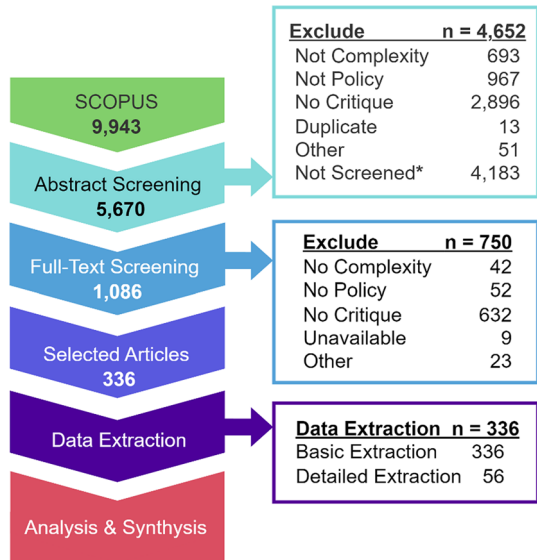 SCOPUS
9,943
Abstract Screening
5,670
Full-Text Screening
1,086
Selected Articles
336
Data Extraction
Analysis & Synthysis
Exclude n = 4,652
Not Complexity 693
Not Policy 967
No Critique 2,896
Duplicate 13
Other 51
Not Screened* 4,183
Exclude n = 750
No Complexity 42
No Policy 52
No Critique 632
Unavailable 9
Other 23
Data Extraction n = 336
Basic Extraction 336
Detailed Extraction 56